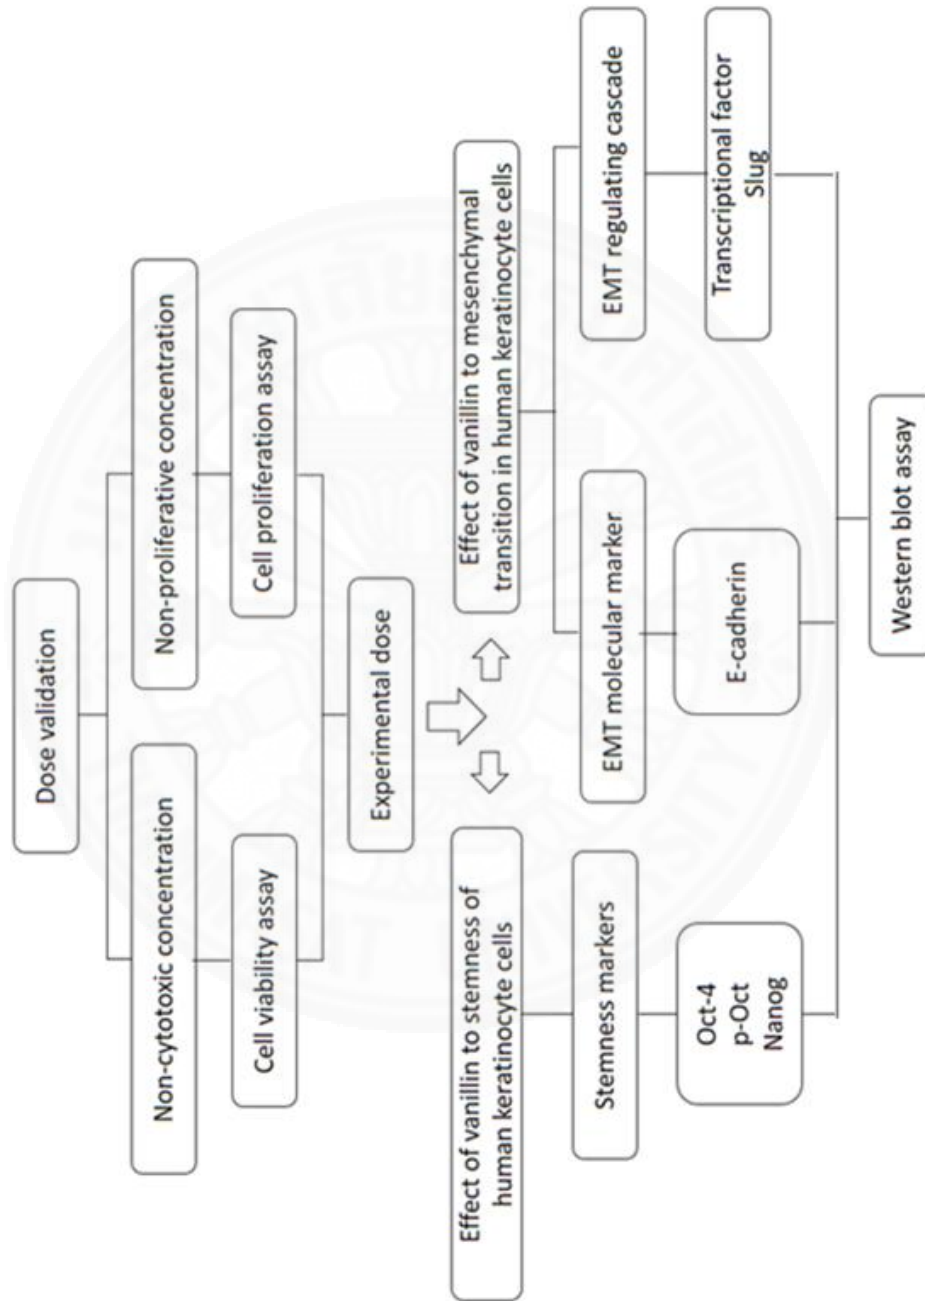 Dose validation
Non-cytotoxic concentration
Non-proliferative concentration
Cell viability assay
Cell proliferation assay
Experimental dose
Effect of vanillin to stemness of
human keratinocyte cells
Effect of vanillin to mesenchymal
transition in human keratinocyte cells
Stemness markers
EMT molecular marker
EMT regulating cascade
Oct-4
p-Oct
Nanog
E-cadherin
Transcriptional factor
Slug
Western blot assay